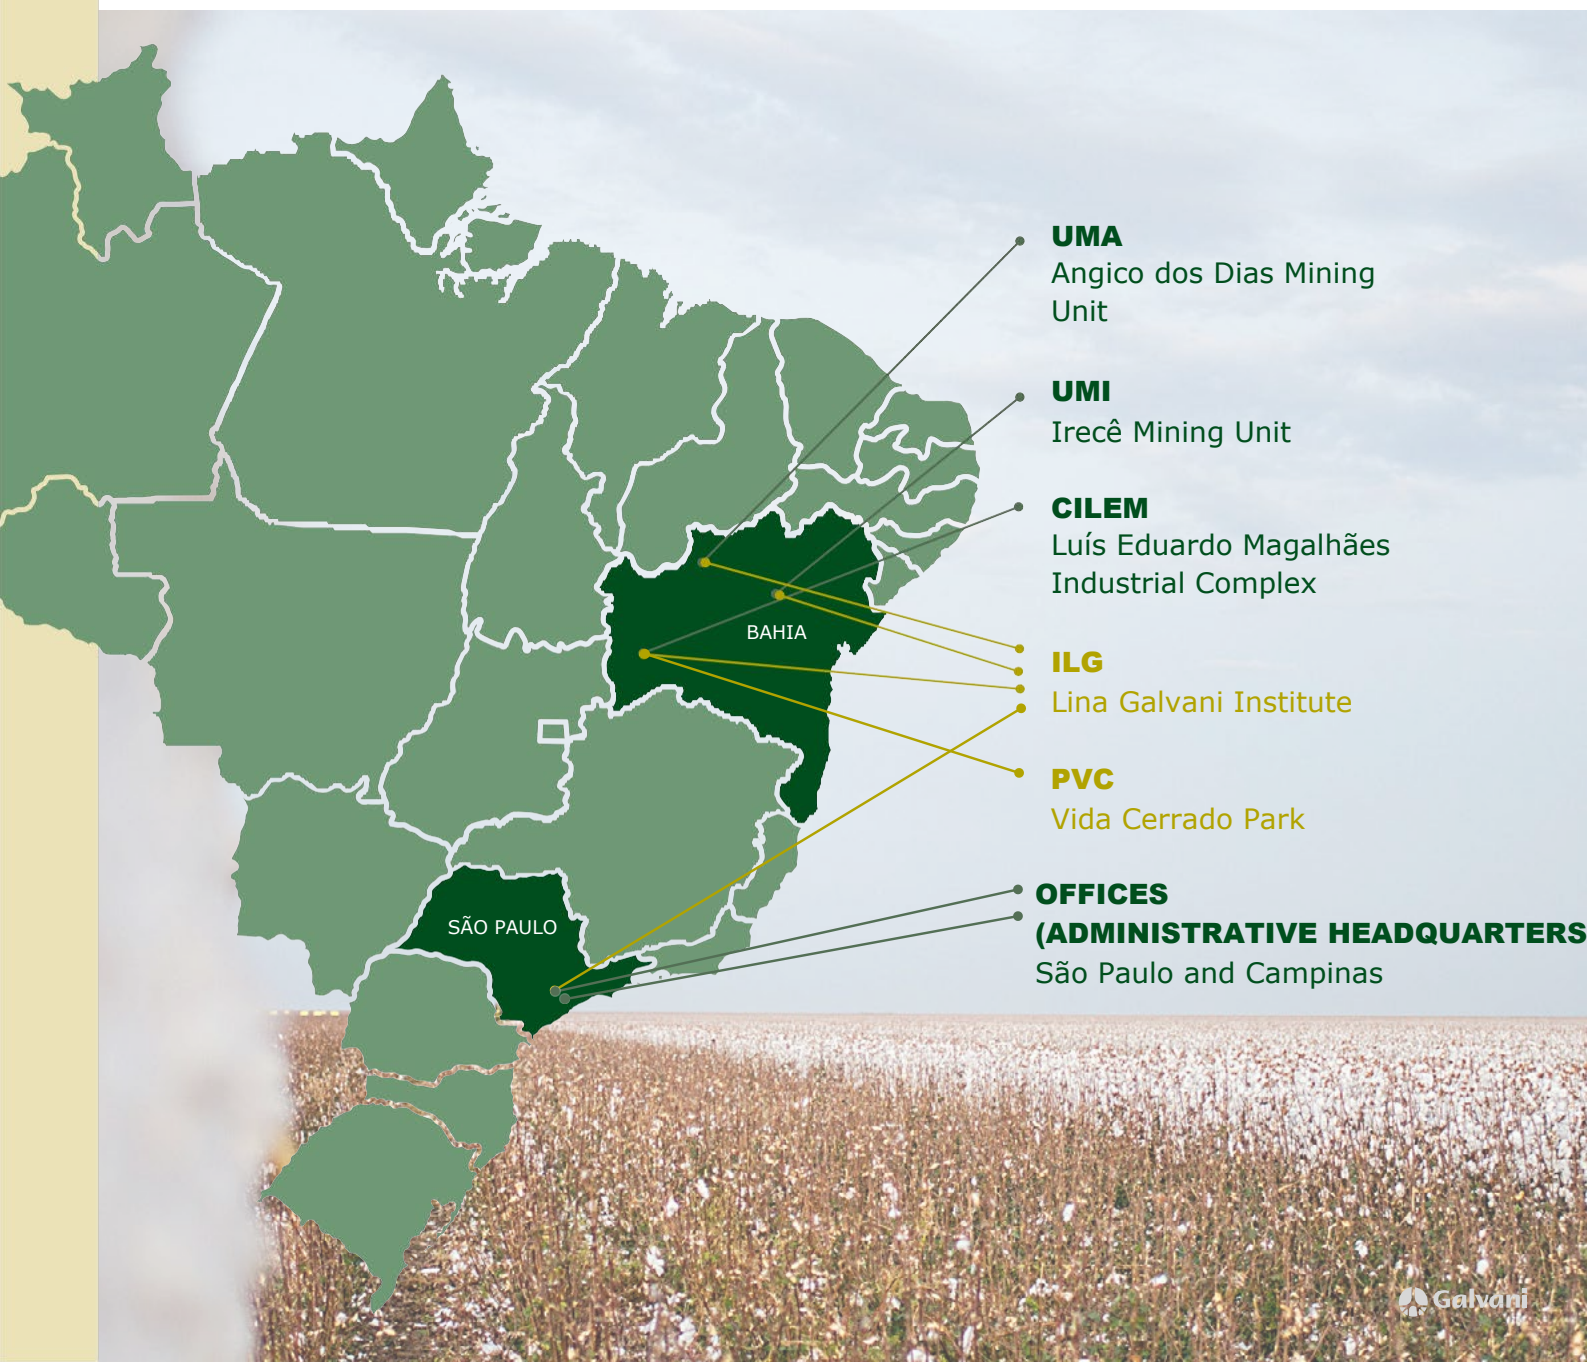 UMA
Angico dos Dias Mining
Unit
UMI
Irecê Mining Unit
CILEM
Luís Eduardo Magalhães
Industrial Complex
BAHIA
ILG
Lina Galvani Institute
PVC
Vida Cerrado Park
SÃO PAULO
OFFICES
(ADMINISTRATIVE HEADQUARTERS
São Paulo and Campinas
Galvani